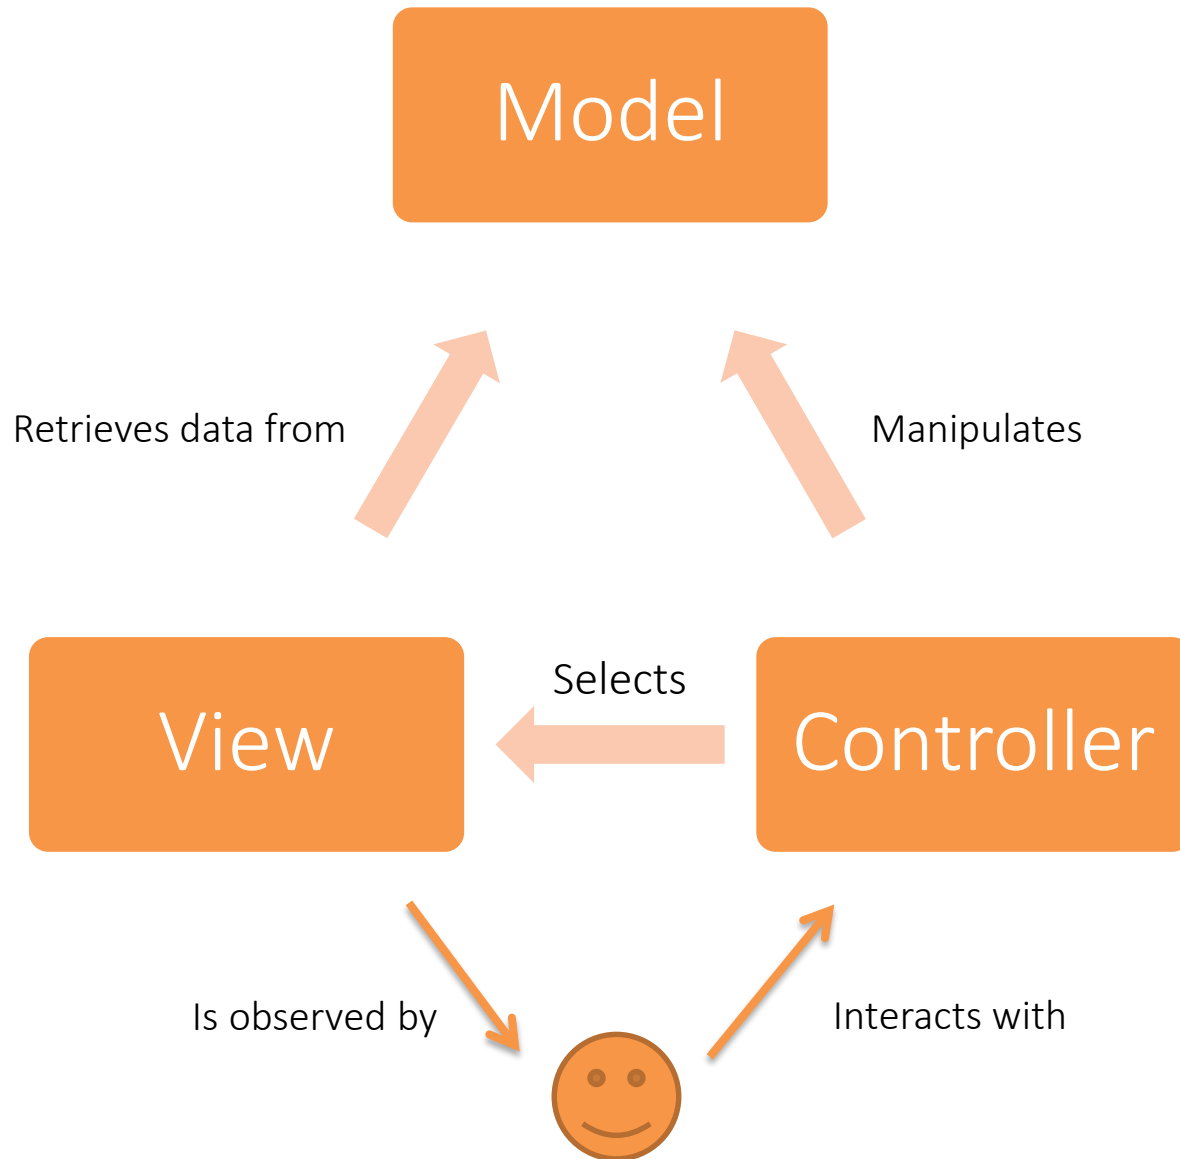 Model
Retrieves data from
Manipulates
Selects
View
Controller
Is observed by
Interacts with